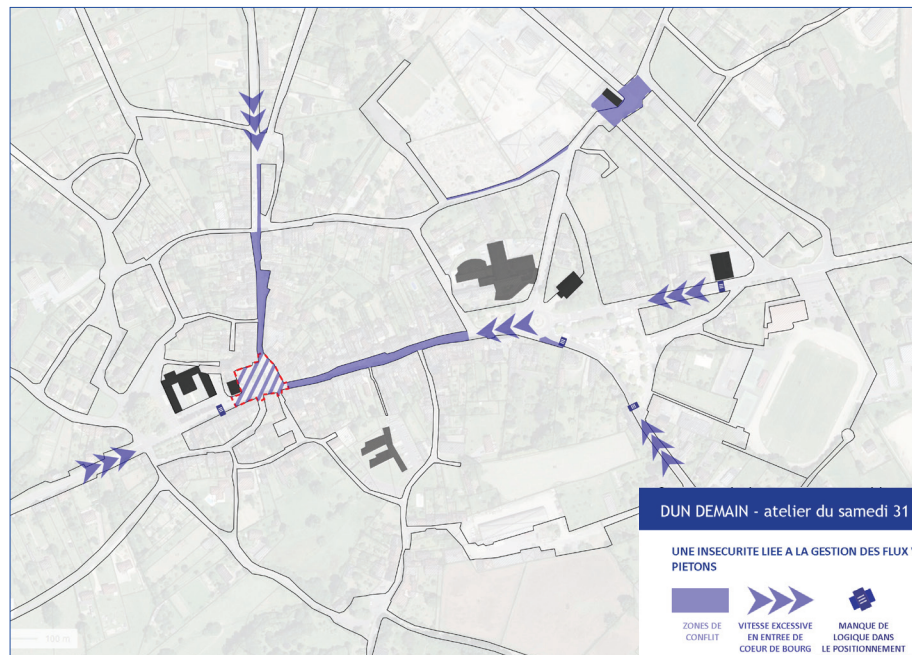 100 m
DUN DEMAIN - atelier du samedi 31
UNE INSECURITE LIEE A LA GESTION DES FLUX
PIETONS
ZONES DE
CONFLIT
VITESSE EXCESSIVE
EN ENTREE DE
COEUR DE BOURG
MANQUE DE
LOGIQUE DANS
LE POSITIONNEMENT